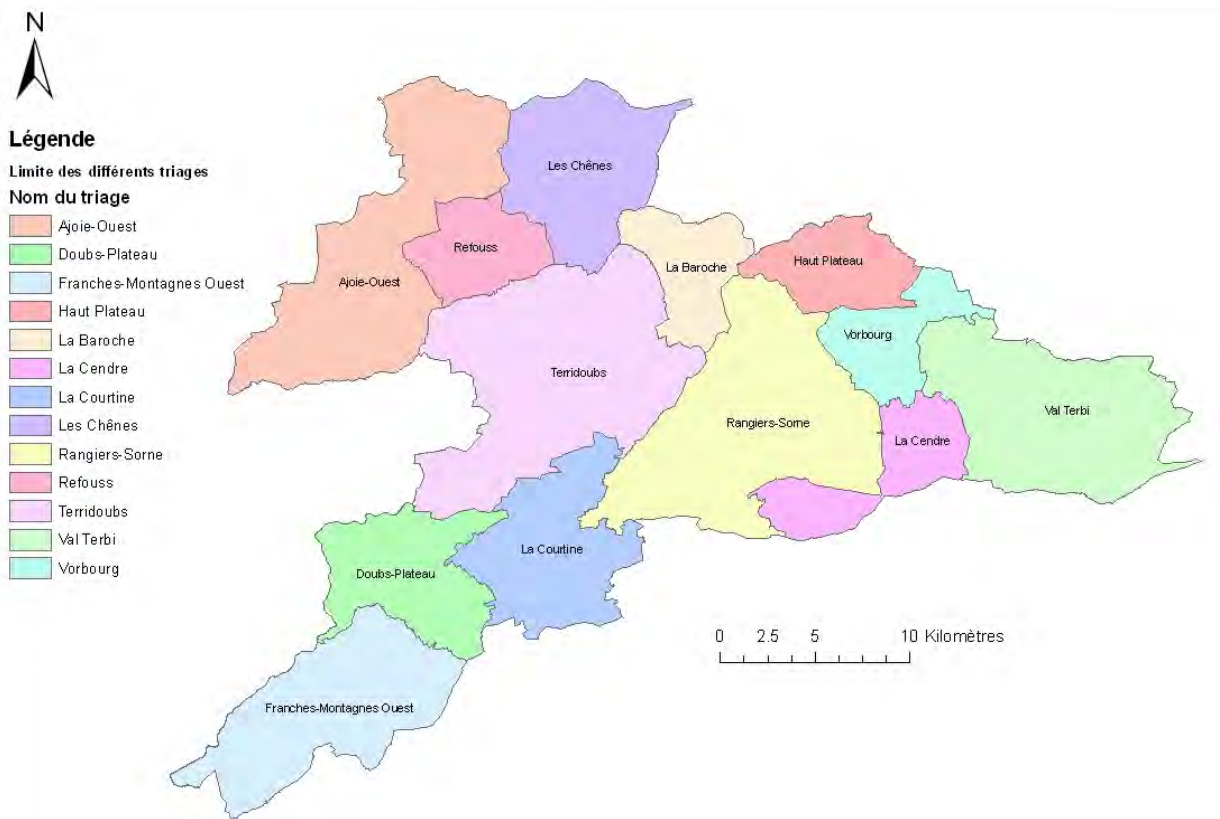 N
Légende
Limite des différents triages
Nom du triage
Ajoie-Ouest
Doubs-Plateau
Franches-Montagnes Ouest
Haut Plateau
La Baroche
La Cendre
La Courtine
Les Chênes
Rangiers-Sorne
Refouss
Terridoubs
Val Terbi
Vorbourg
Les Chênes
Refouss
La Baroche
Haut Plateau
Ajoie-Ouest
Vorbourg
Terridoubs
Val Terbi
Rangiers-Sorne
La Cendre
La Courtine
Doubs-Plateau
Franches-Montagnes Ouest
0 2.5 5 10 Kilomètres